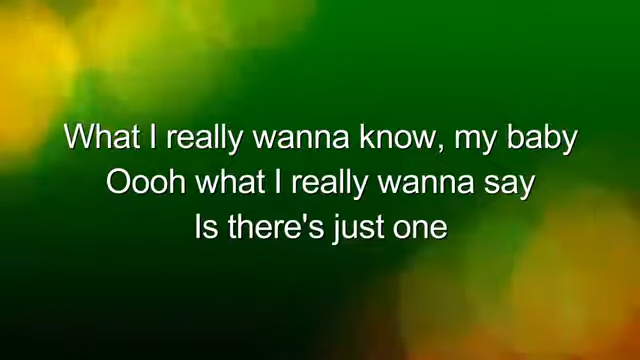 What I really wanna know, my baby
Oooh what I really wanna say
Is there's just one